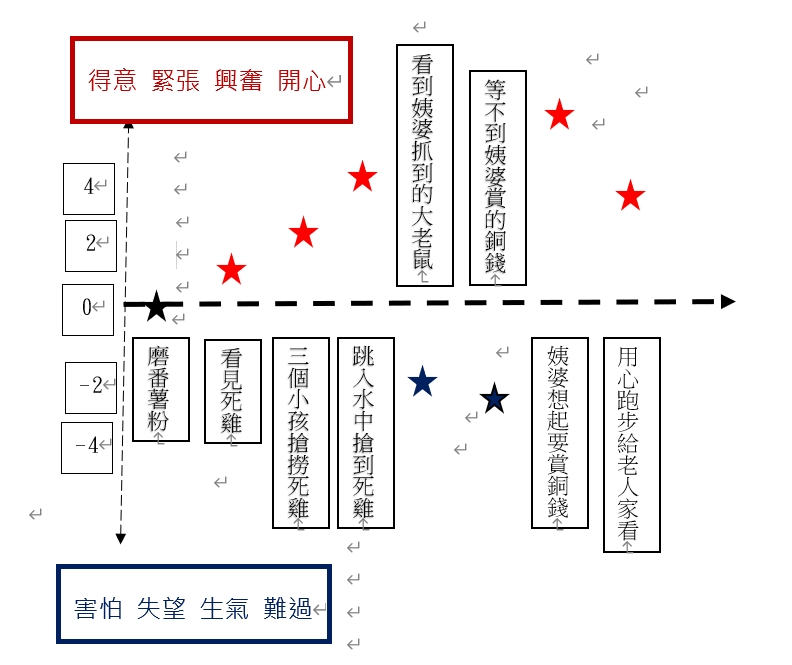 得意 緊張 興奮 開心
4
2
0
-2
-4
磨番薯粉
看見死雞
三個小孩搶撈死雞
跳入水中搶到死雞
看到姨婆抓到的大老鼠
等不到姨婆賞的銅錢
姨婆想起要賞銅錢
用心跑步給老人家看
害怕 失望 生氣 難過